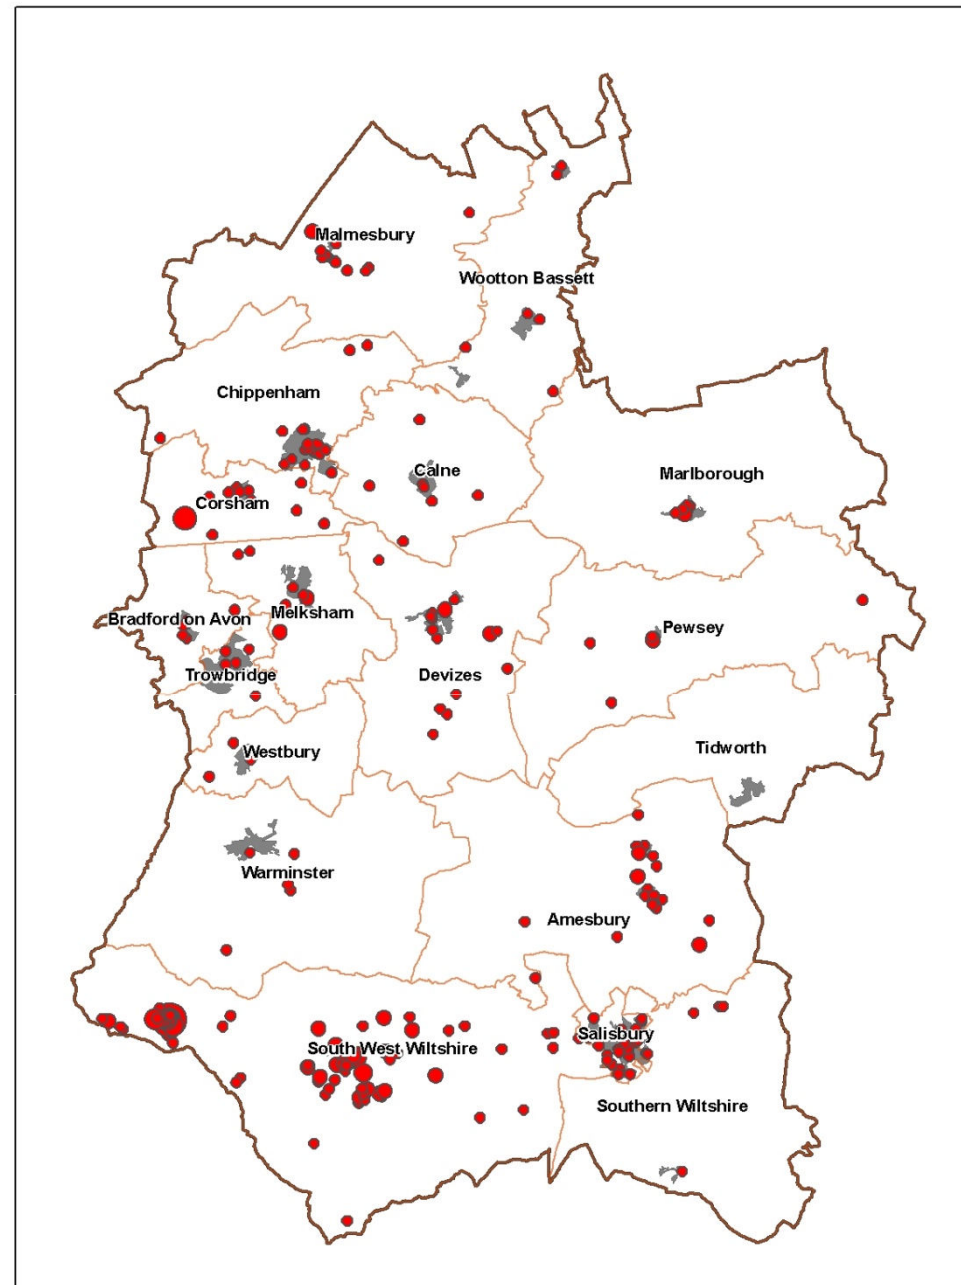 Malmesbury
Wootton Bassett
Chippenham
Calne
Marlborough
Corsham
Bradford on Avon
Melksham
Pewsey
Trowbridge
Devizes
Westbury
Tidworth
Warminster
Amesbury
Salisbury
South West Wiltshire
Southern Wiltshire